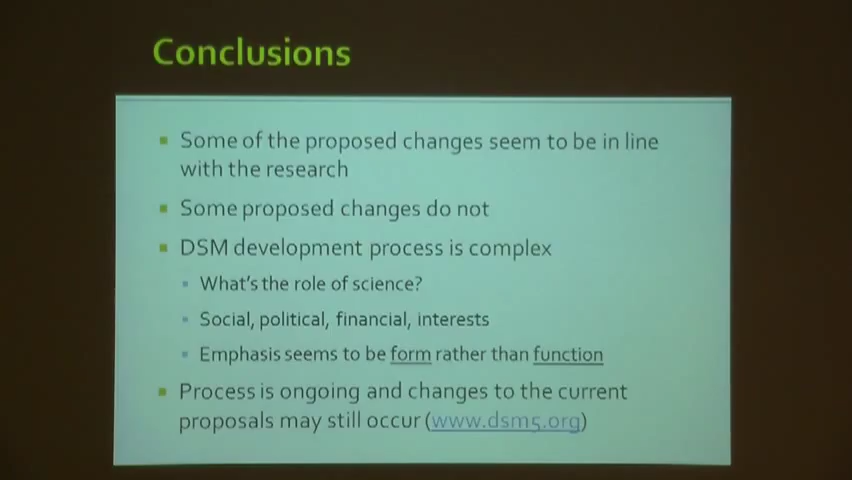 Conclusions
Some of the proposed changes seem to be in line
with the research
Some proposed changes do not
DSM development process is complex
What's the role of science?
Social, political, financial, interests
Emphasis seems to be form rather than function
Process is ongoing and changes to the current
proposals may still occur (www.dsm5.org)